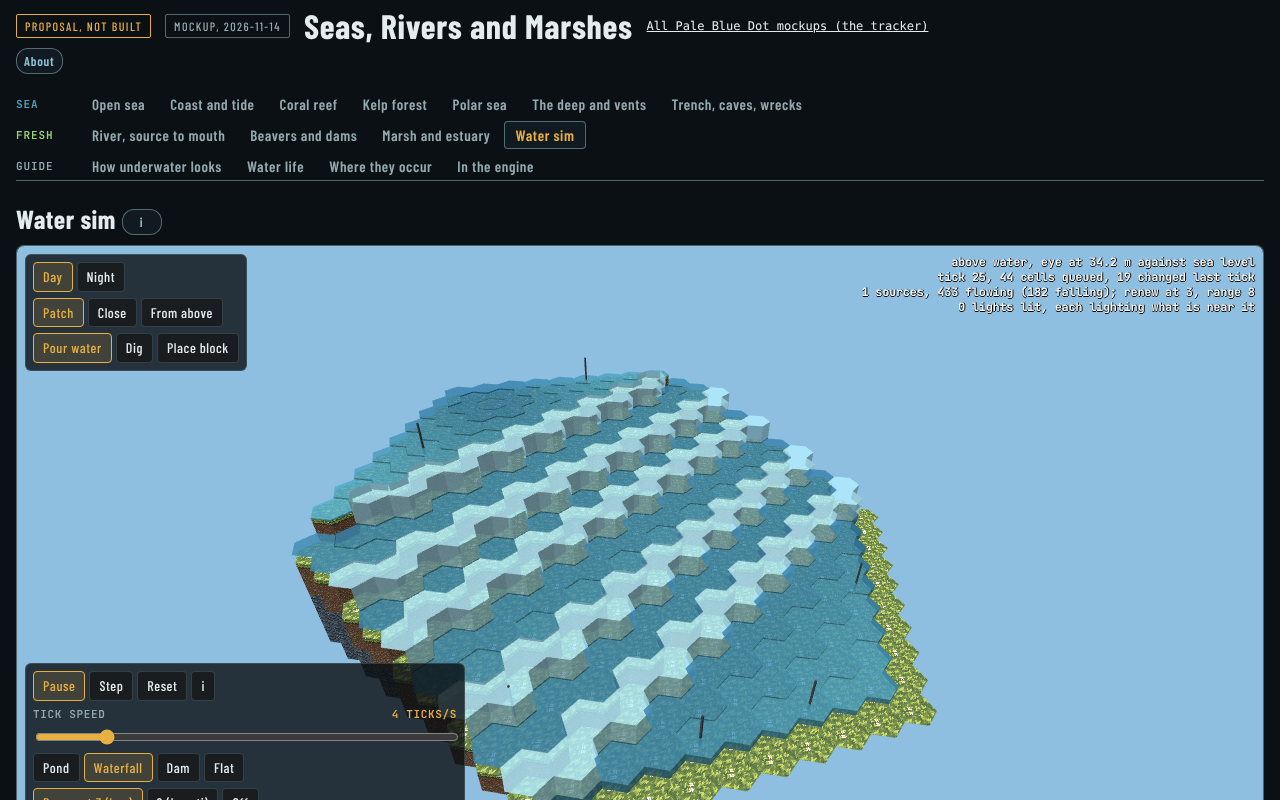 PROPOSAL, NOT BUILT
MOCKUP, 2026-11-14
Seas, Rivers and Marshes
All Pale Blue Dot mockups (the tracker)
About
SEA Open sea Coast and tide Coral reef Kelp forest Polar sea The deep and vents Trench, caves, wrecks
FRESH River, source to mouth Beavers and dams Marsh and estuary Water sim
GUIDE How underwater looks Water life Where they occur In the engine
Water sim i
Day Night
Patch Close From above
Pour water Dig Place block
above water, eye at 34.2 m against sea level
tick 25, 44 cells queued, 19 changed last tick
1 sources, 433 flowing (182 falling); renew at 3, range 8
0 lights lit, each lighting what is near it
Pause Step Reset i
TICK SPEED 4 TICKS/S
Pond Waterfall Dam Flat